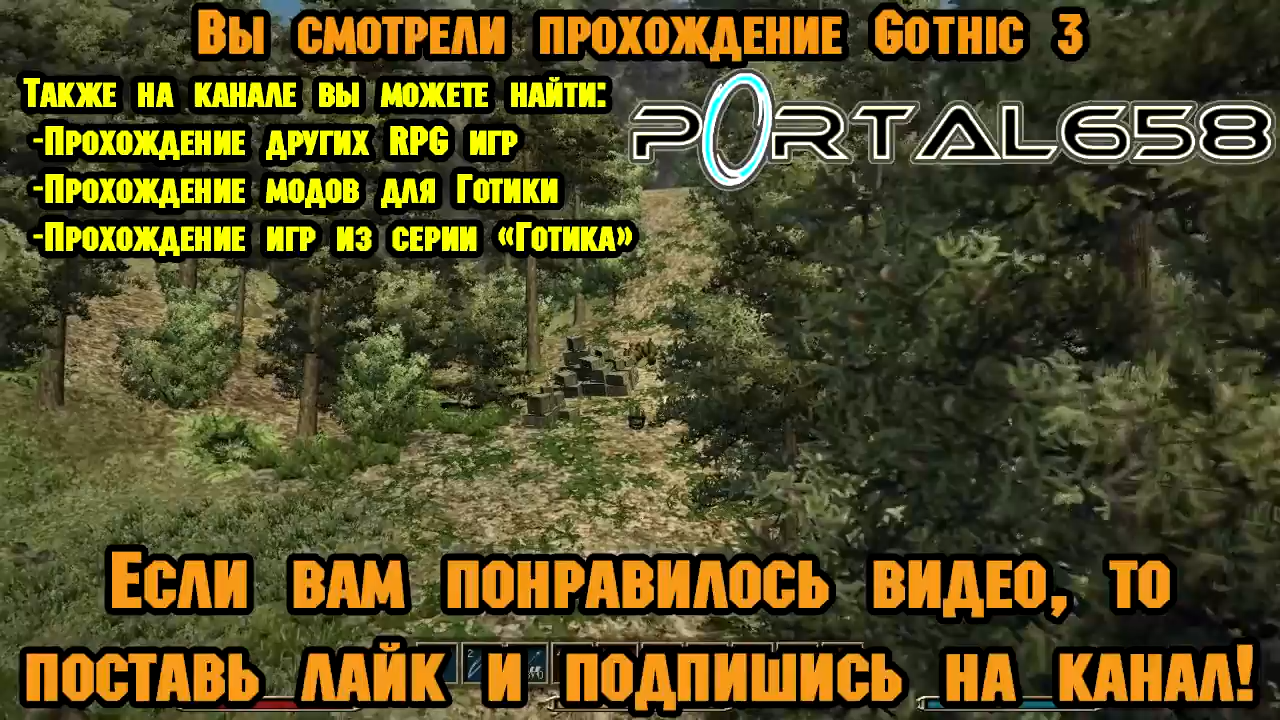 Вы смотрели прохождение Gothic 3
Также на канале вы можете найти:
-Прохождение других RPG игр
-Прохождение модов для Готики
-Прохождение игр из серии «Готика»
PORTAL658
Если вам понравилось видео, то
поставь лайк и подпишись на канал!
2